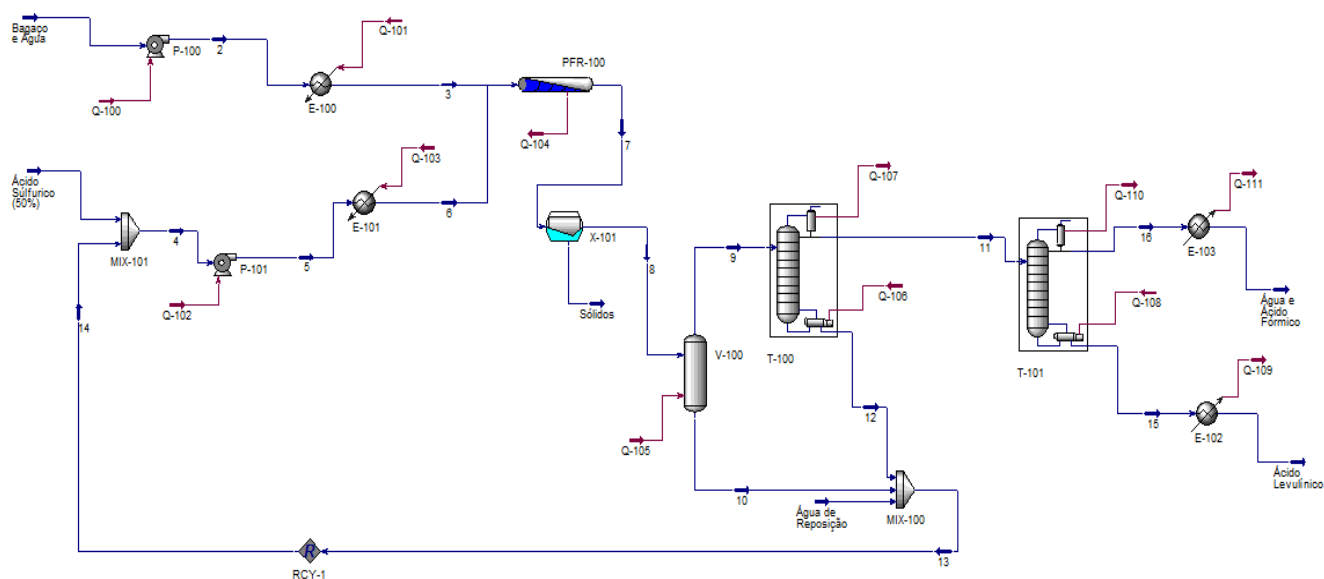 Bagaço
e Água
P-100
2
Q-101
Q-100
E-100
3
PFR-100
Q-104
7
Ácido
Súlfurico
(50%)
MIX-101
4
P-101
5
Q-102
Q-103
E-101
6
14
X-101
8
Sólidos
V-100
Q-105
9
10
Q-107
T-100
Q-106
11
12
Água de
Reposição
MIX-100
13
RCY-1
Q-110
T-101
Q-108
16
15
Q-111
E-103
Água e
Ácido
Fórmico
Q-109
E-102
Ácido
Levulínico
R